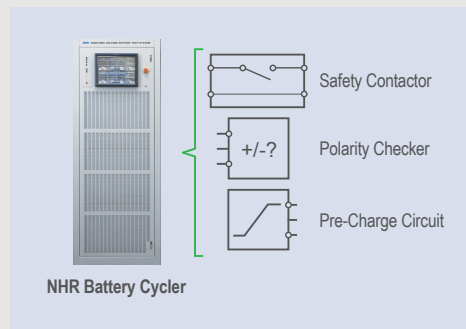 Safety Contactor
+/-?
Polarity Checker
Pre-Charge Circuit
NHR Battery Cycler